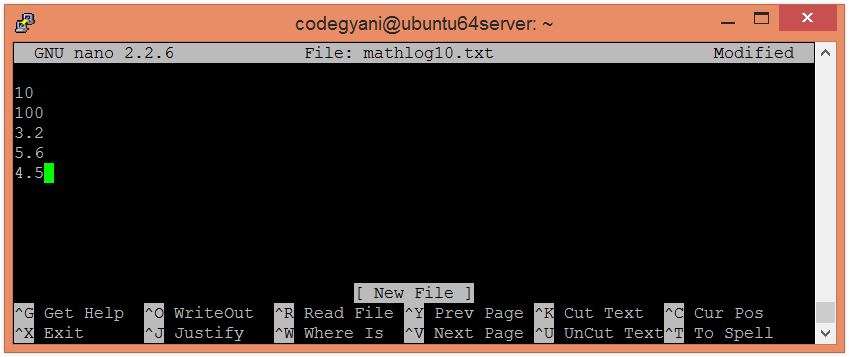 codegyani@ubuntu64server: ~
GNU nano 2.2.6 File: mathlog10.txt Modified
10
100
3.2
5.6
4.5
[ New File ]
^G Get Help ^O WriteOut ^R Read File ^Y Prev Page ^K Cut Text ^C Cur Pos
^X Exit ^J Justify ^W Where Is ^V Next Page ^U UnCut Text ^T To Spell